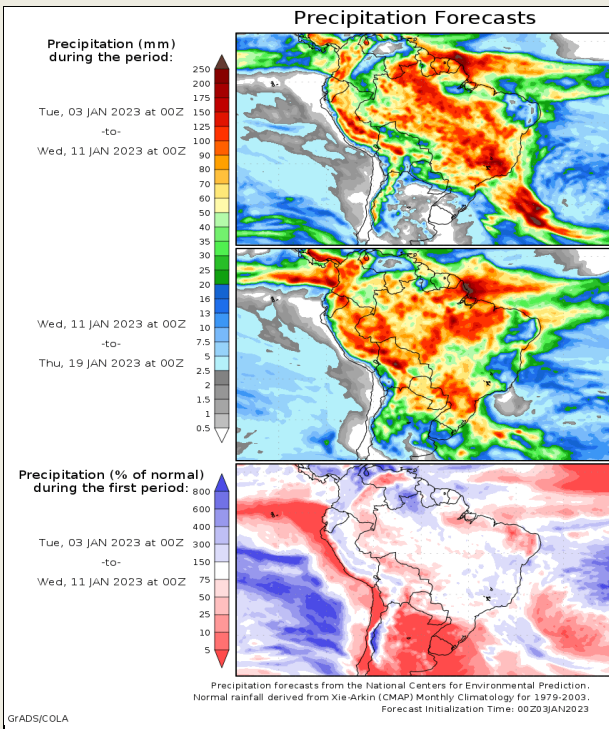 Precipitation Forecasts
Precipitation (mm)
during the period:
Tue, 03 JAN 2023 at 00Z
-to-
Wed, 11 JAN 2023 at 00Z
250
200
175
150
125
100
90
80
70
60
50
40
35
30
25
20
16
13
10
7.5
5
2.5
2
1.5
1
0.5
Wed, 11 JAN 2023 at 00Z
-to-
Thu, 19 JAN 2023 at 00Z
Precipitation (% of normal)
during the first period:
Tue, 03 JAN 2023 at 00Z
-to-
Wed, 11 JAN 2023 at 00Z
800
600
400
300
150
75
50
25
10
5
Precipitation forecasts from the National Centers for Environmental Prediction.
Normal rainfall derived from Xie-Arkin (CMAP) Monthly Climatology for 1979-2003.
Forecast Initialization Time: 00Z03JAN2023
GrADS/COLA